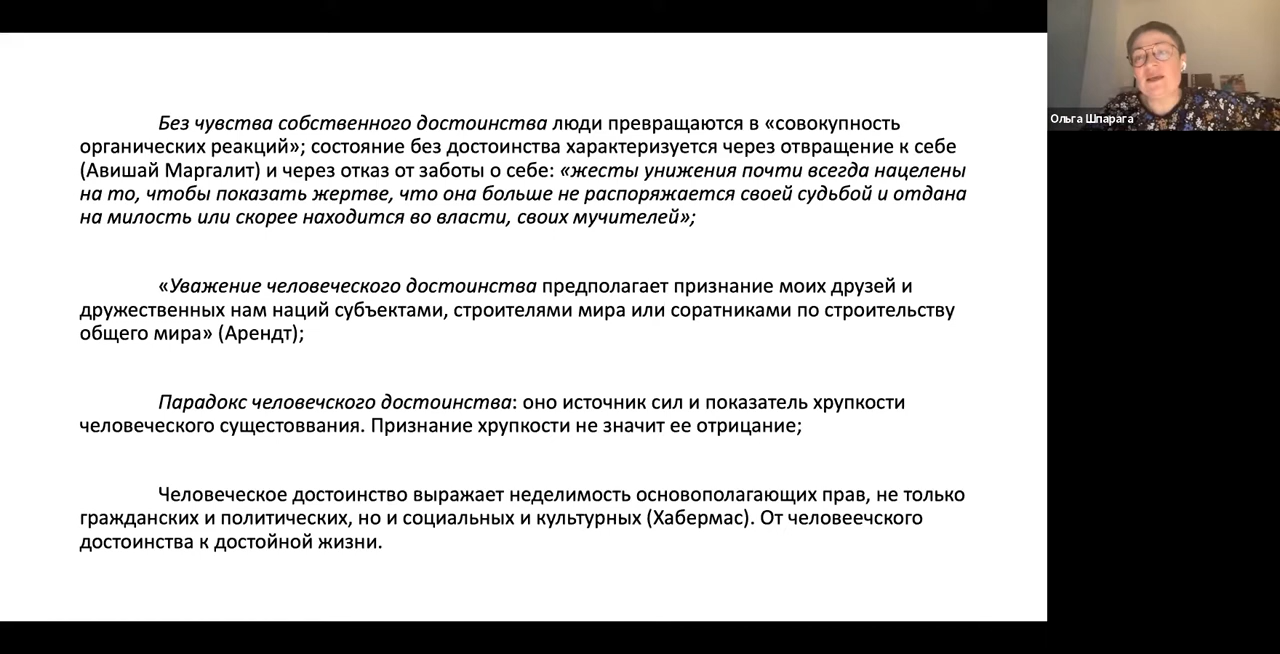 Без чувства собственного достоинства люди превращаются в «совокупность
органических реакций»; состояние без достоинства характеризуется через отвращение к себе
(Авишай Маргалит) и через отказ от заботы о себе: «жесты унижения почти всегда нацелены
на то, чтобы показать жертве, что она больше не распоряжается своей судьбой и отдана
на милость или скорее находится во власти, своих мучителей»;
«Уважение человеческого достоинства предполагает признание моих друзей и
дружественных нам наций субъектами, строителями мира или соратниками по строительству
общего мира» (Арендт);
Парадокс человечского достоинства: оно источник сил и показатель хрупкости
человеческого сущестоввания. Признание хрупкости не значит ее отрицание;
Человеческое достоинство выражает неделимость основополагающих прав, не только
гражданских и политических, но и социальных и культурных (Хабермас). От человеечского
достоинства к достойной жизни.
Ольга Шпарага